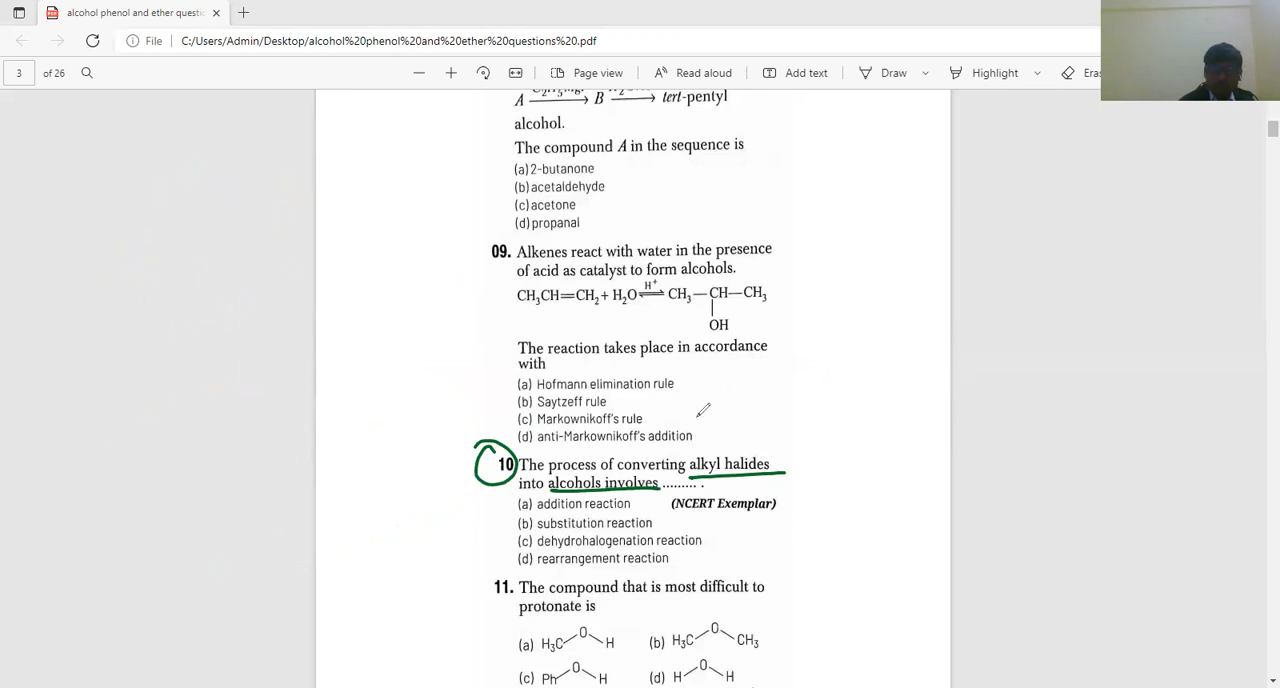 alcohol phenol and ether questi
File C:/Users/Admin/Desktop/alcohol%20phenol%20and%20ether%20questions%20.pdf
3 of 26 Page view Read aloud Add text Draw Highlight Eras
A B tert-pentyl
alcohol.
The compound A in the sequence is
(a) 2-butanone
(b) acetaldehyde
(c) acetone
(d) propanal
09. Alkenes react with water in the presence
of acid as catalyst to form alcohols.
CH₃CH=CH₂ + H₂O ⇌ H⁺ CH₃—CH—CH₃
OH
The reaction takes place in accordance
with
(a) Hofmann elimination rule
(b) Saytzeff rule
(c) Markownikoff's rule
(d) anti-Markownikoff's addition
10 The process of converting alkyl halides
into alcohols involves ......... .
(a) addition reaction (NCERT Exemplar)
(b) substitution reaction
(c) dehydrohalogenation reaction
(d) rearrangement reaction
11. The compound that is most difficult to
protonate is
(a) H₃C O H (b) H₃C O CH₃
(c) Ph O H (d) H O H